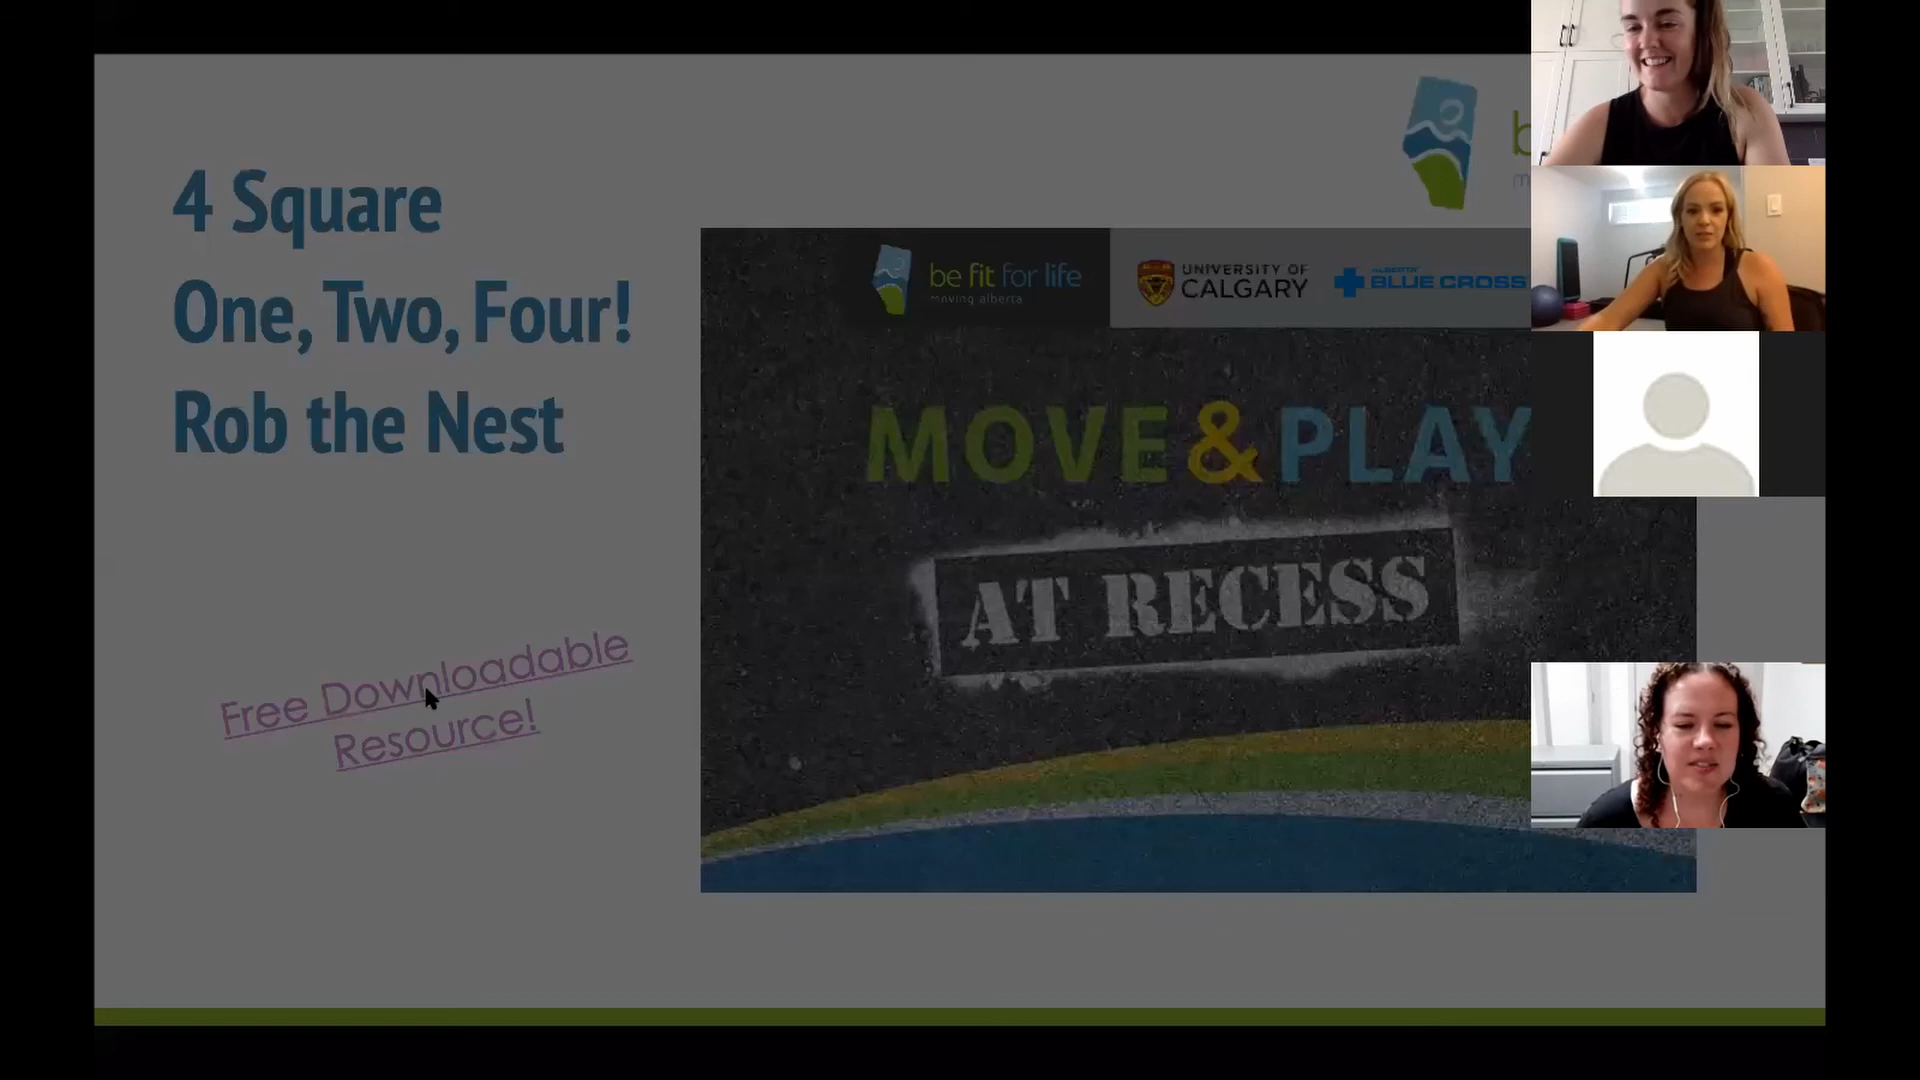 4 Square
One, Two, Four!
Rob the Nest
Free Downloadable
Resource!
be fit for life
moving alberta
UNIVERSITY OF
CALGARY
ALBERTA
BLUE CROSS
MOVE & PLAY
AT RECESS